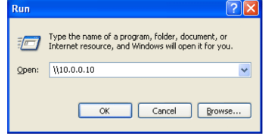 Run
Type the name of a program, folder, document, or
Internet resource, and Windows will open it for you.
Open: \\10.0.0.10
OK Cancel Browse...